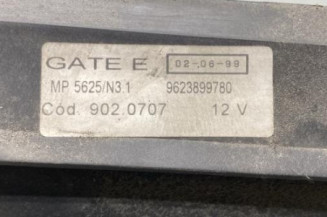 GATE E 02-.06-99
MP 5625/N3.1 9623899780
Cod. 902.0707 12 V